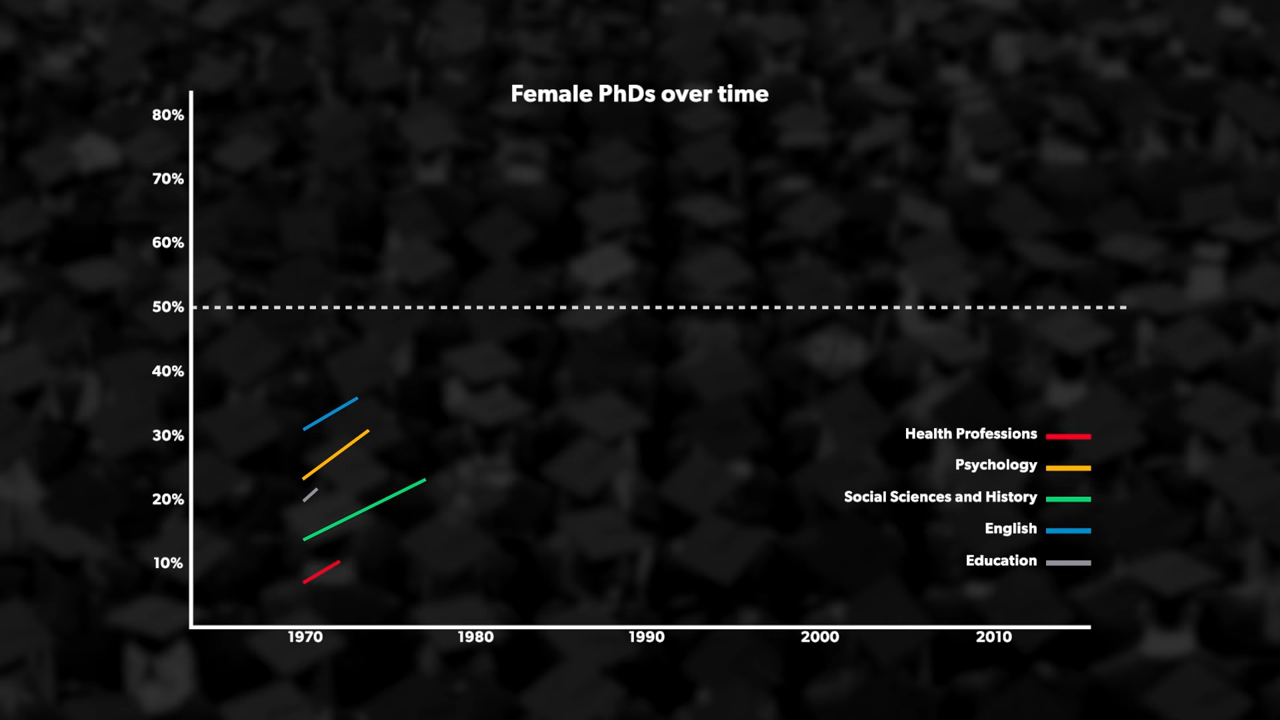 Female PhDs over time
80%
70%
60%
50%
40%
30%
20%
10%
Health Professions
Psychology
Social Sciences and History
English
Education
1970 1980 1990 2000 2010